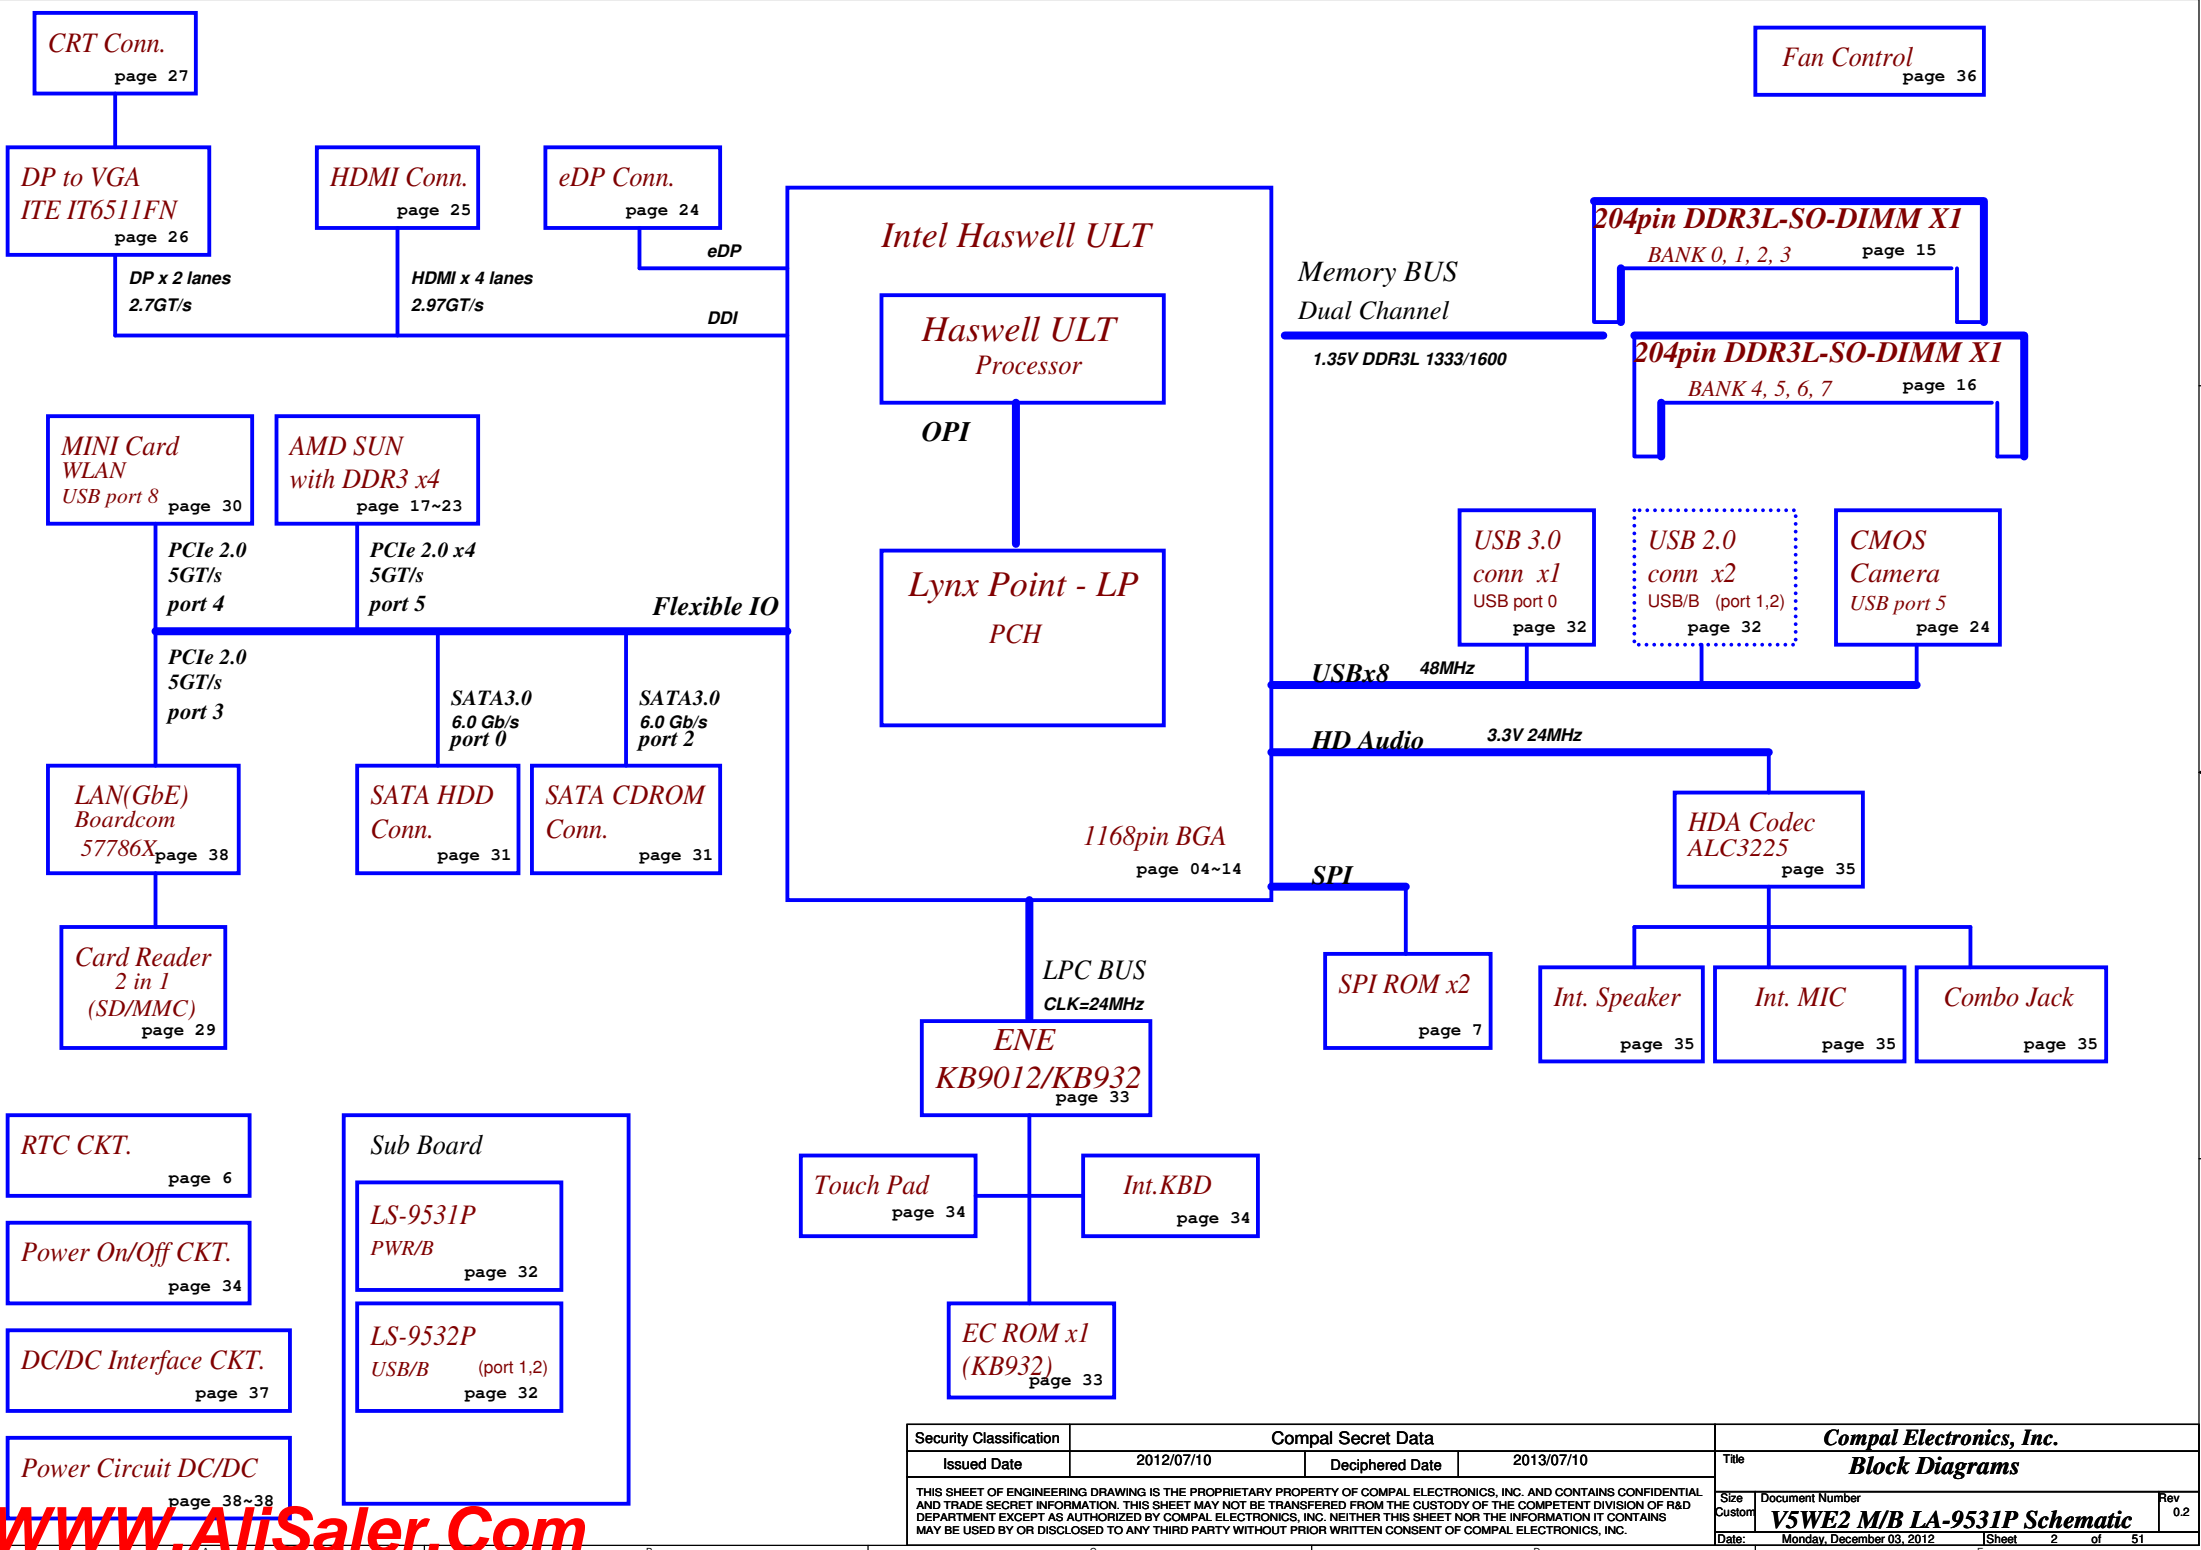 CRT Conn.
page 27
Fan Control
page 36
DP to VGA
ITE IT6511FN
page 26
HDMI Conn.
page 25
eDP Conn.
page 24
DP x 2 lanes
2.7GT/s
HDMI x 4 lanes
2.97GT/s
eDP
DDI
Intel Haswell ULT
Haswell ULT
Processor
OPI
Lynx Point - LP
PCH
1168pin BGA
page 04~14
Memory BUS
Dual Channel
1.35V DDR3L 1333/1600
204pin DDR3L-SO-DIMM X1
BANK 0, 1, 2, 3
page 15
204pin DDR3L-SO-DIMM X1
BANK 4, 5, 6, 7
page 16
MINI Card
WLAN
USB port 8
page 30
AMD SUN
with DDR3 x4
page 17~23
PCIe 2.0
5GT/s
port 4
PCIe 2.0 x4
5GT/s
port 5
Flexible IO
PCIe 2.0
5GT/s
port 3
SATA3.0
6.0 Gb/s
port 0
SATA3.0
6.0 Gb/s
port 2
LAN(GbE)
Boardcom
57786X
page 38
SATA HDD
Conn.
page 31
SATA CDROM
Conn.
page 31
Card Reader
2 in 1
(SD/MMC)
page 29
USB 3.0
conn x1
USB port 0
page 32
USB 2.0
conn x2
USB/B (port 1,2)
page 32
CMOS
Camera
USB port 5
page 24
USBx8
48MHz
HD Audio
3.3V 24MHz
HDA Codec
ALC3225
page 35
SPI
SPI ROM x2
page 7
Int. Speaker
page 35
Int. MIC
page 35
Combo Jack
page 35
LPC BUS
CLK=24MHz
ENE
KB9012/KB932
page 33
Touch Pad
page 34
Int.KBD
page 34
EC ROM x1
(KB932)
page 33
RTC CKT.
page 6
Power On/Off CKT.
page 34
DC/DC Interface CKT.
page 37
Power Circuit DC/DC
page 38~38
Sub Board
LS-9531P
PWR/B
page 32
LS-9532P
USB/B (port 1,2)
page 32
WWW.AliSaler.Com
Security Classification
Compal Secret Data
Issued Date
2012/07/10
Deciphered Date
2013/07/10
THIS SHEET OF ENGINEERING DRAWING IS THE PROPRIETARY PROPERTY OF COMPAL ELECTRONICS, INC. AND CONTAINS CONFIDENTIAL
AND TRADE SECRET INFORMATION. THIS SHEET MAY NOT BE TRANSFERED FROM THE CUSTODY OF THE COMPETENT DIVISION OF R&D
DEPARTMENT EXCEPT AS AUTHORIZED BY COMPAL ELECTRONICS, INC. NEITHER THIS SHEET NOR THE INFORMATION IT CONTAINS
MAY BE USED BY OR DISCLOSED TO ANY THIRD PARTY WITHOUT PRIOR WRITTEN CONSENT OF COMPAL ELECTRONICS, INC.
Compal Electronics, Inc.
Title
Block Diagrams
Size
Custom
Document Number
V5WE2 M/B LA-9531P Schematic
Rev
0.2
Date: Monday, December 03, 2012
Sheet 2 of 51